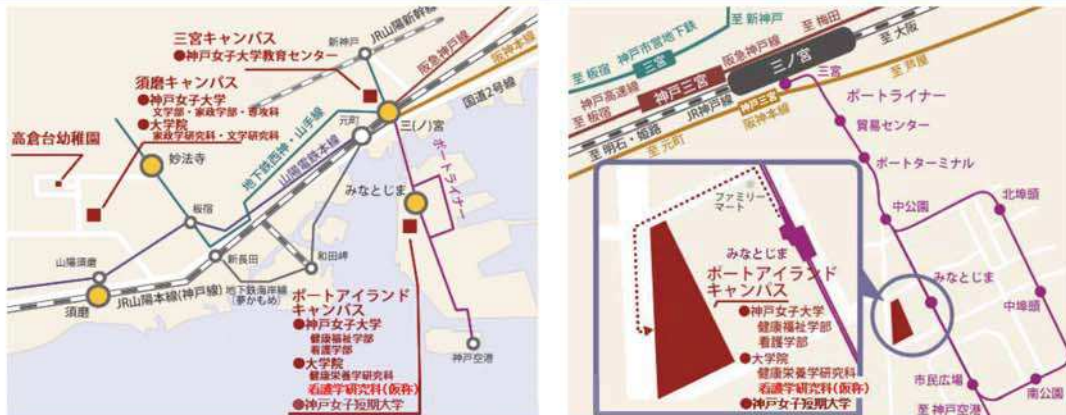 三宮キャンパス
●神戸女子大学教育センター
新神戸
JR山陽新幹線
阪急神戸線
阪神本線
国道2号線
須磨キャンパス
●神戸女子大学
文学部・家政学部・専攻科
●大学院
家政学研究科・文学研究科
高倉台幼稚園
妙法寺
地下鉄西神・山手線
山陽電鉄本線
元町
三(ノ)宮
ポートライナー
みなとじま
板宿
新長田
和田岬
地下鉄海岸線
(夢かもめ)
山陽須磨
須磨
JR山陽本線(神戸線)
ポートアイランド
キャンパス
●神戸女子大学
健康福祉学部
看護学部
●大学院
健康栄養学研究科
看護学研究科(仮称)
●神戸女子短期大学
神戸空港
至 新神戸
神戸市営地下鉄
三宮
至 板宿
阪急神戸線
至 梅田
三ノ宮
至 大阪
神戸三宮
神戸高速線
至 板宿
JR神戸線
至 明石・姫路
神戸三宮
阪神本線
至 元町
至 芦屋
三宮
ポートライナー
貿易センター
ポートターミナル
中公園
北埠頭
みなとじま
中埠頭
市民広場
南公園
至 神戸空港
ファミリー
マート
みなとじま
ポートアイランド
キャンパス
●神戸女子大学
健康福祉学部
看護学部
●大学院
健康栄養学研究科
看護学研究科(仮称)
●神戸女子短期大学